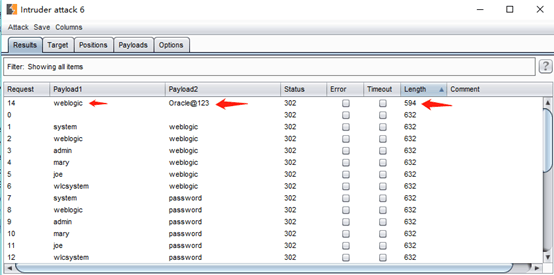 Intruder attack 6
Attack Save Columns
Results Target Positions Payloads Options
Filter: Showing all items ?
Request Payload1 Payload2 Status Error Timeout Length Comment
14 weblogic Oracle@123 302 594
0 302 632
1 system weblogic 302 632
2 weblogic weblogic 302 632
3 admin weblogic 302 632
4 mary weblogic 302 632
5 joe weblogic 302 632
6 wlcsystem weblogic 302 632
7 system password 302 632
8 weblogic password 302 632
9 admin password 302 632
10 mary password 302 632
11 joe password 302 632
12 wlcsystem password 302 632